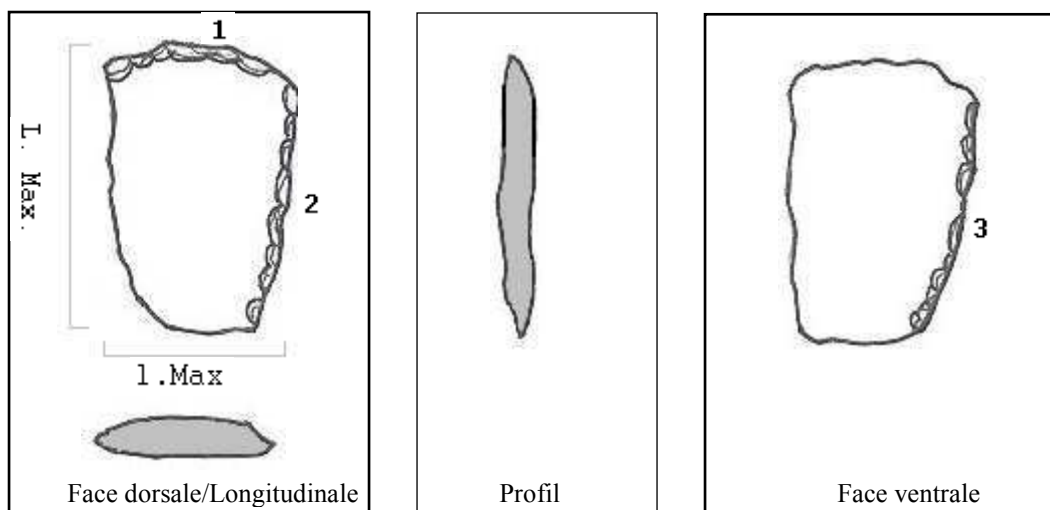 1
L. Max.
2
l.Max
Face dorsale/Longitudinale
Profil
3
Face ventrale